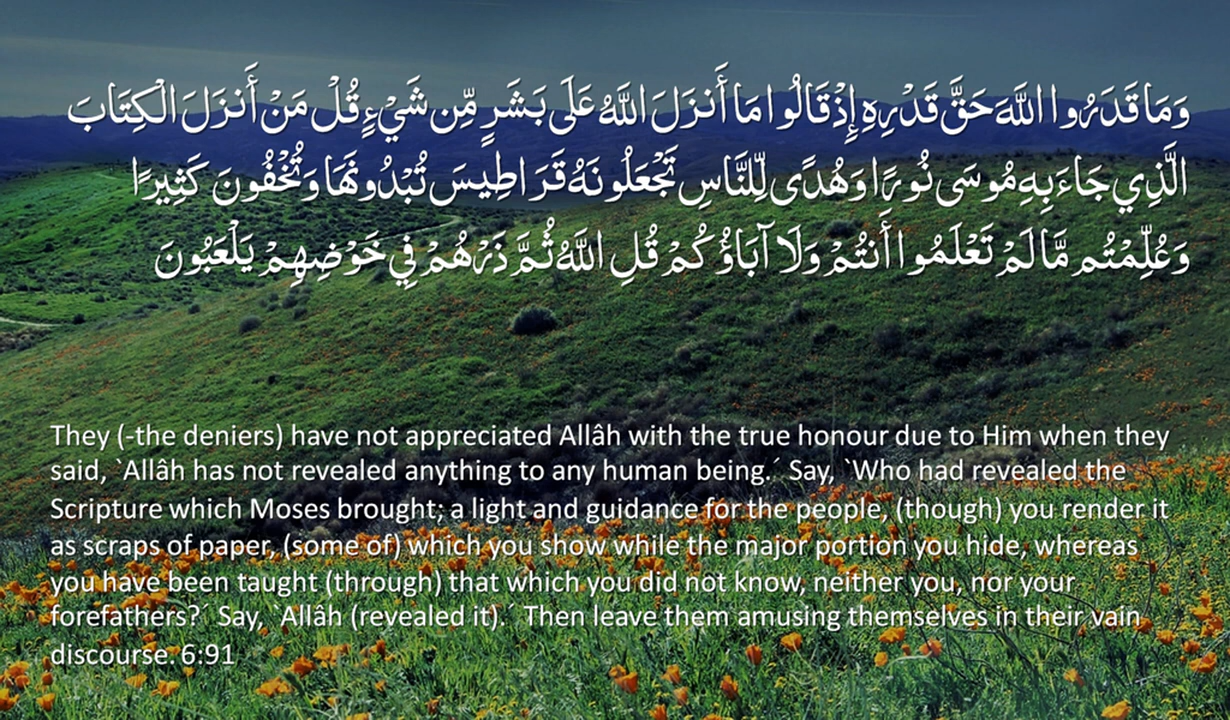 وَمَا قَدَرُوا اللَّهَ حَقَّ قَدْرِهِ إِذْ قَالُوا مَا أَنزَلَ اللَّهُ عَلَى بَشَرٍ مِّن شَيْءٍ قُلْ مَنْ أَنزَلَ الْكِتَابَ
الَّذِي جَاءَ بِهِ مُوسَى نُورًا وَهُدًى لِّلنَّاسِ تَجْعَلُونَهُ قَرَاطِيسَ تُبْدُونَهَا وَتُخْفُونَ كَثِيرًا
وَعُلِّمْتُم مَّا لَمْ تَعْلَمُوا أَنتُمْ وَلَا آبَاؤُكُمْ قُلِ اللَّهُ ثُمَّ ذَرْهُمْ فِي خَوْضِهِمْ يَلْعَبُونَ
They (-the deniers) have not appreciated Allâh with the true honour due to Him when they
said, `Allâh has not revealed anything to any human being.´ Say, `Who had revealed the
Scripture which Moses brought; a light and guidance for the people, (though) you render it
as scraps of paper, (some of) which you show while the major portion you hide, whereas
you have been taught (through) that which you did not know, neither you, nor your
forefathers?´ Say, `Allâh (revealed it).´ Then leave them amusing themselves in their vain
discourse. 6:91